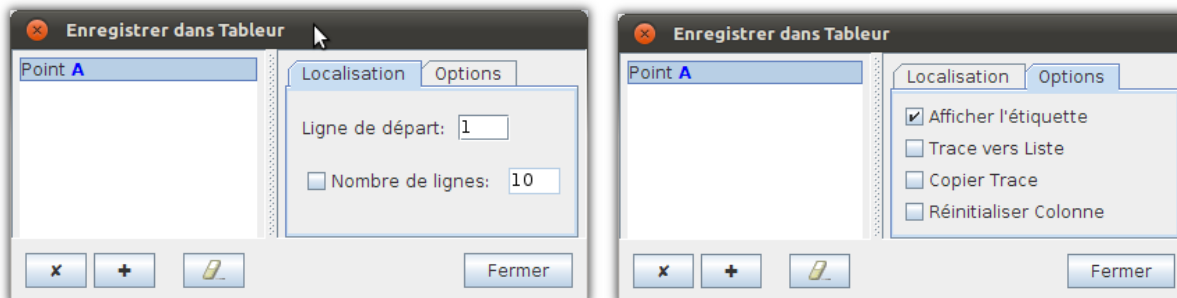 Enregistrer dans Tableur
Point A
Localisation
Options
Ligne de départ: 1
Nombre de lignes: 10
Fermer
Enregistrer dans Tableur
Point A
Localisation
Options
Afficher l'étiquette
Trace vers Liste
Copier Trace
Réinitialiser Colonne
Fermer